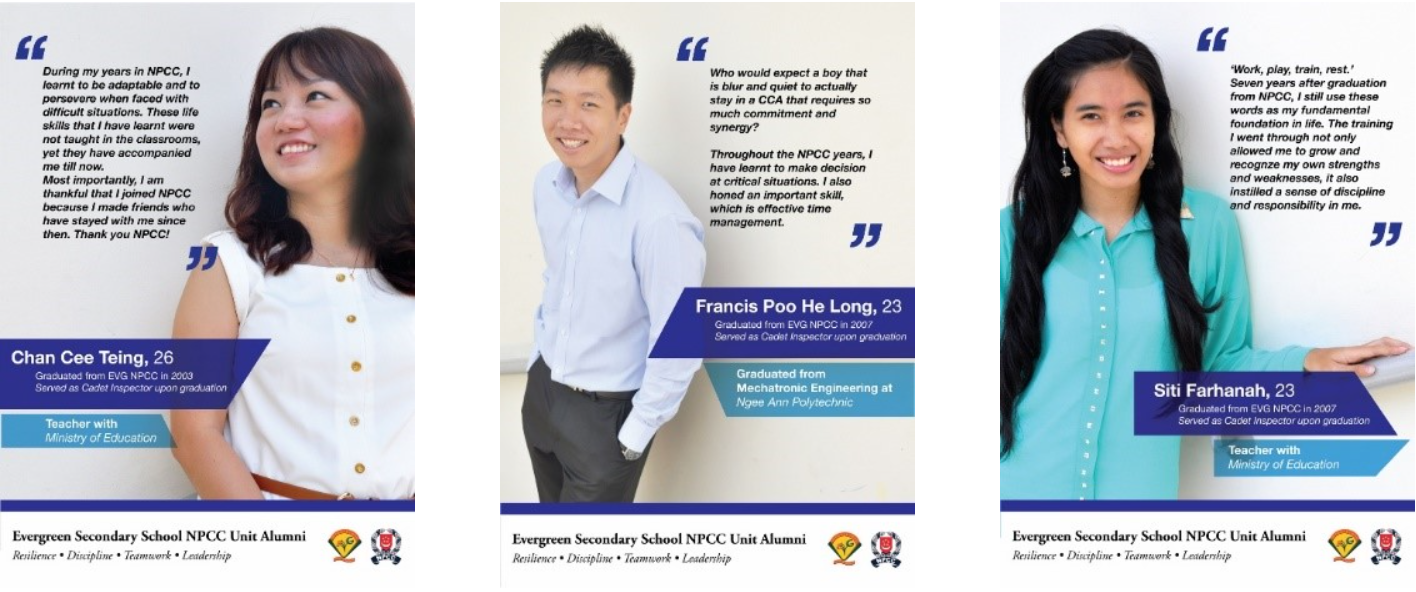 “
During my years in NPCC, I
learnt to be adaptable and to
persevere when faced with
difficult situations. These life
skills that I have learnt were
not taught in the classrooms,
yet they have accompanied
me till now.
Most importantly, I am
thankful that I joined NPCC
because I made friends who
have stayed with me since
then. Thank you NPCC!
”
Chan Cee Teing, 26
Graduated from EVG NPCC in 2003
Served as Cadet Inspector upon graduation
Teacher with
Ministry of Education
Evergreen Secondary School NPCC Unit Alumni
Resilience • Discipline • Teamwork • Leadership
NPCC
“
Who would expect a boy that
is blur and quiet to actually
stay in a CCA that requires so
much commitment and
synergy?
Throughout the NPCC years, I
have learnt to make decision
at critical situations. I also
honed an important skill,
which is effective time
management.
”
Francis Poo He Long, 23
Graduated from EVG NPCC in 2007
Served as Cadet Inspector upon graduation
Graduated from
Mechatronic Engineering at
Ngee Ann Polytechnic
Evergreen Secondary School NPCC Unit Alumni
Resilience • Discipline • Teamwork • Leadership
NPCC
“
'Work, play, train, rest.'
Seven years after graduation
from NPCC, I still use these
words as my fundamental
foundation in life. The training
I went through not only
allowed me to grow and
recognze my own strengths
and weaknesses, it also
instilled a sense of discipline
and responsibility in me.
”
Siti Farhanah, 23
Graduated from EVG NPCC in 2007
Served as Cadet Inspector upon graduation
Teacher with
Ministry of Education
Evergreen Secondary School NPCC Unit Alumni
Resilience • Discipline • Teamwork • Leadership
NPCC